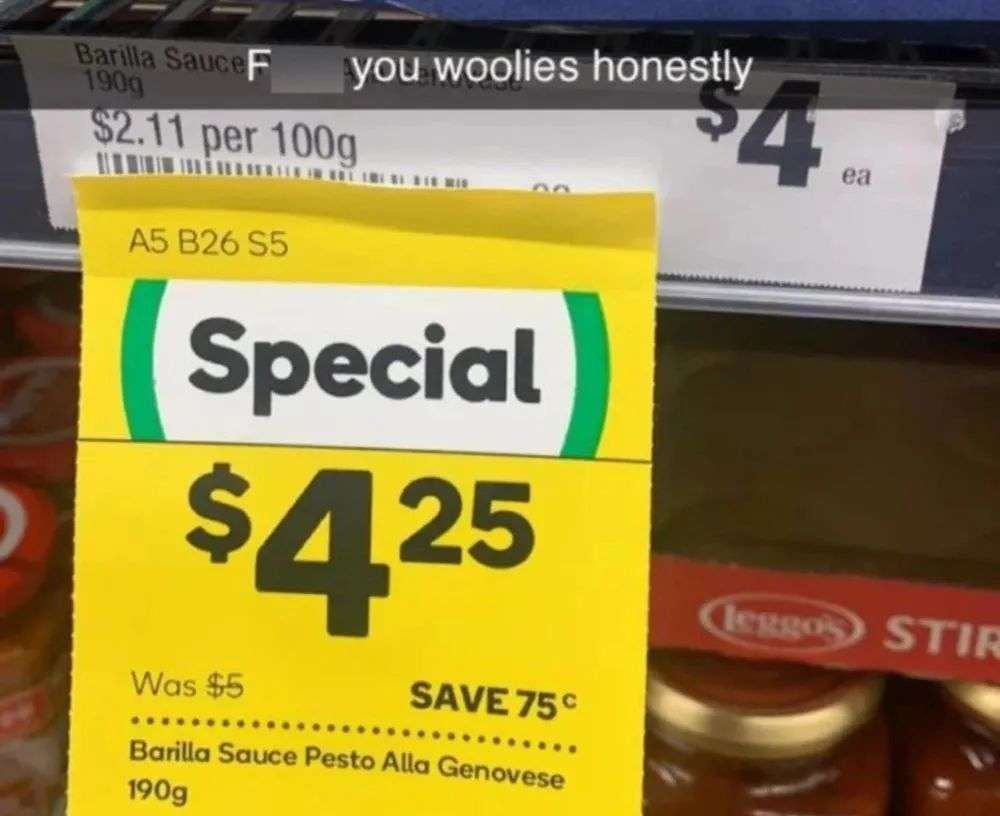 Barilla Sauce
F you woolies honestly
190g
$2.11 per 100g
$4 ea
A5 B26 S5
Special
$4 25
Was $5
SAVE 75c
Barilla Sauce Pesto Alla Genovese
190g
leggo's STIR